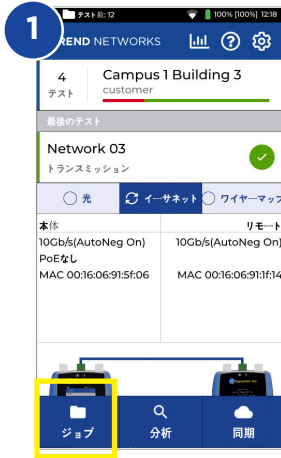 1
テスト数: 12
100% [100%] 12:18
REND NETWORKS
4
テスト
Campus 1 Building 3
customer
最後のテスト
Network 03
トランスミッション
光
イーサネット
ワイヤーマップ
本体
リモート
10Gb/s(AutoNeg On)
10Gb/s(AutoNeg On)
PoEなし
MAC 00:16:06:91:5f:06
MAC 00:16:06:91:1f:14
ジョブ
分析
同期